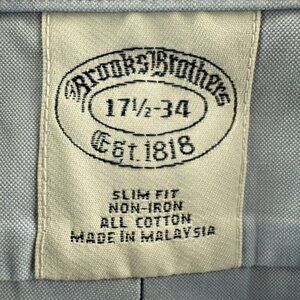 Brooks Brothers
17½-34
Est. 1818
SLIM FIT
NON-IRON
ALL COTTON
MADE IN MALAYSIA